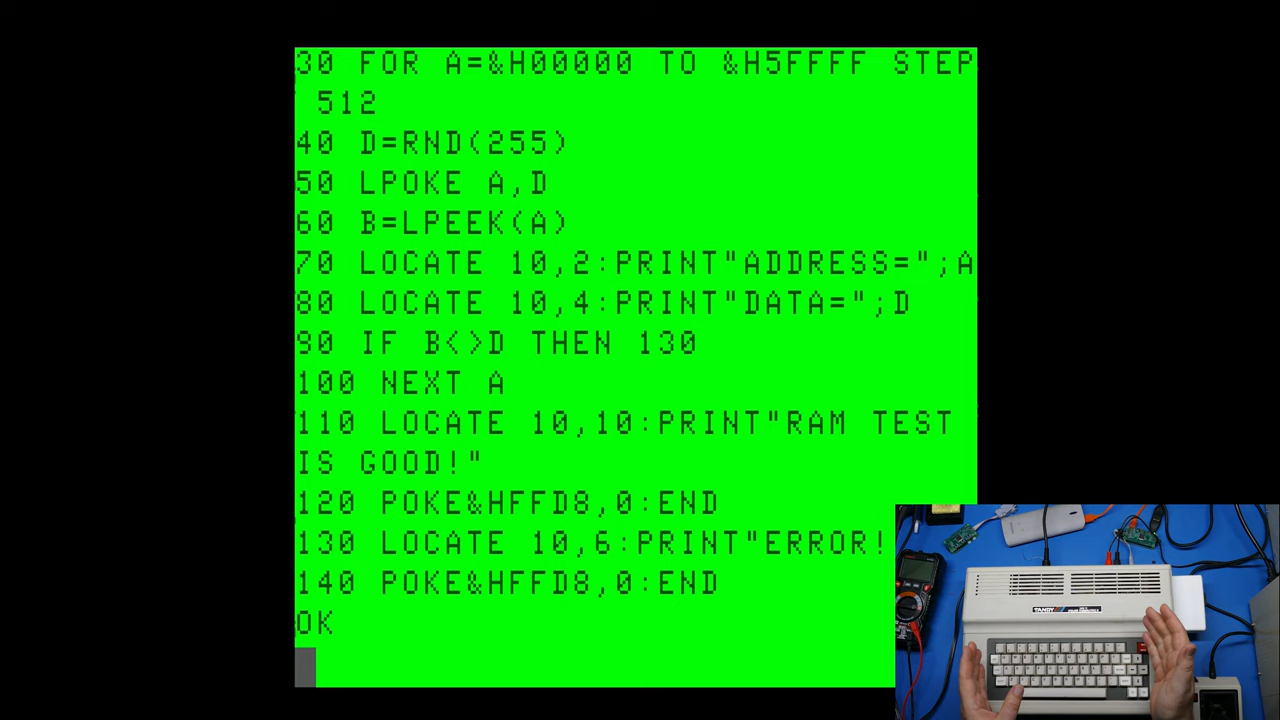 30 FOR A=&H00000 TO &H5FFFF STEP
 512
40 D=RND(255)
50 LPOKE A,D
60 B=LPEEK(A)
70 LOCATE 10,2:PRINT"ADDRESS=";A
80 LOCATE 10,4:PRINT"DATA=";D
90 IF B<>D THEN 130
100 NEXT A
110 LOCATE 10,10:PRINT"RAM TEST
IS GOOD!"
120 POKE&HFFD8,0:END
130 LOCATE 10,6:PRINT"ERROR!
140 POKE&HFFD8,0:END
OK
TANDY